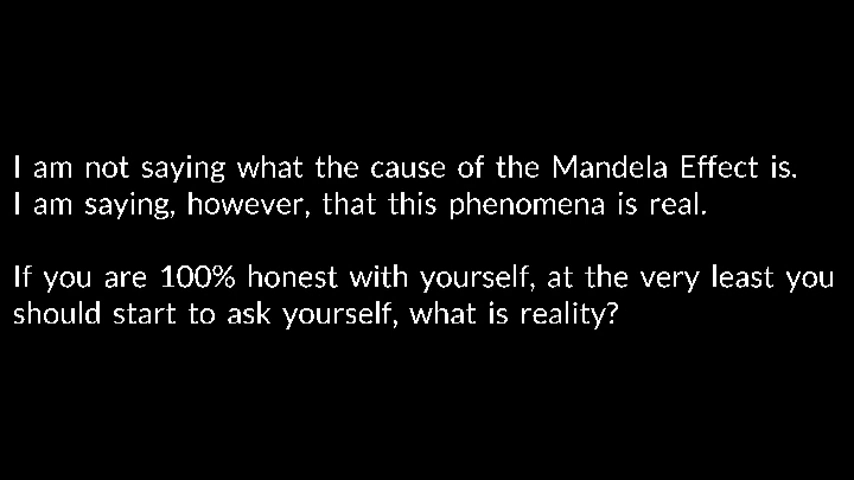 I am not saying what the cause of the Mandela Effect is.
I am saying, however, that this phenomena is real.
If you are 100% honest with yourself, at the very least you
should start to ask yourself, what is reality?